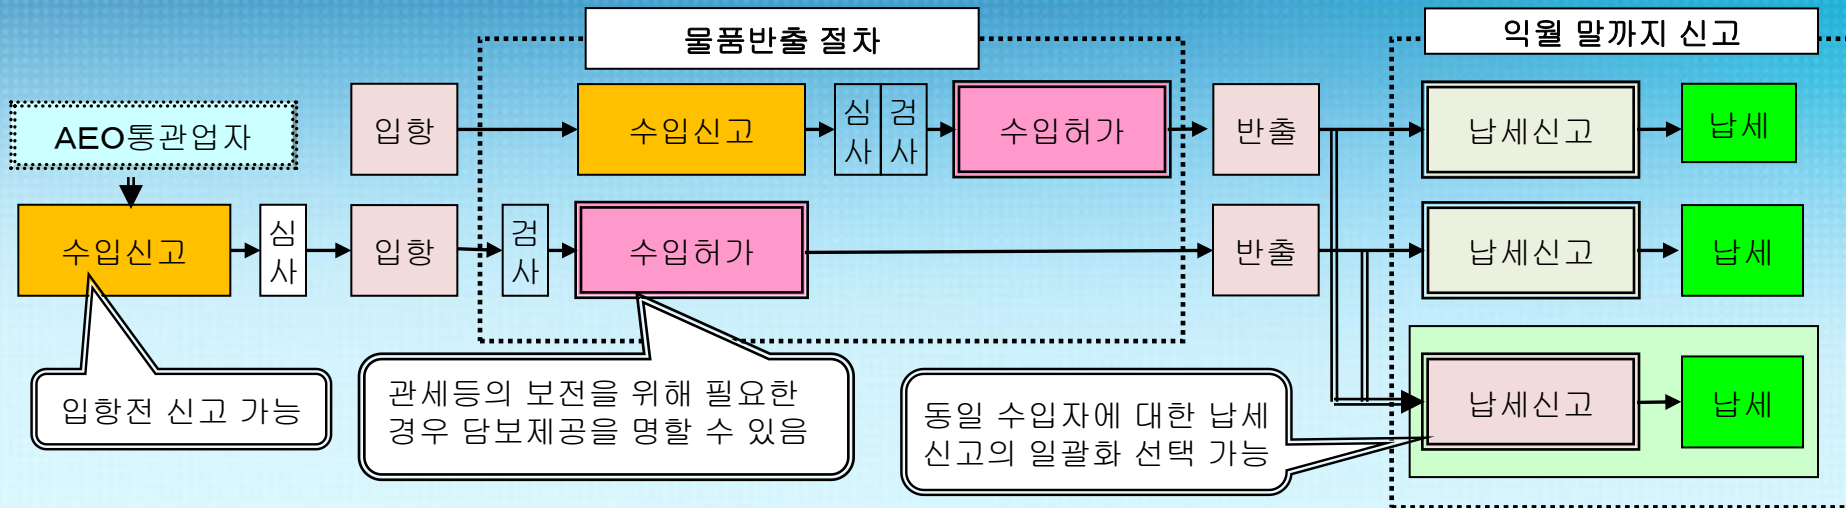 물품반출 절차
익월 말까지 신고
AEO통관업자
입항
수입신고
심사
검사
수입허가
반출
납세신고
납세
수입신고
심사
입항
검사
수입허가
반출
납세신고
납세
입항전 신고 가능
관세등의 보전을 위해 필요한
경우 담보제공을 명할 수 있음
동일 수입자에 대한 납세
신고의 일괄화 선택 가능
납세신고
납세